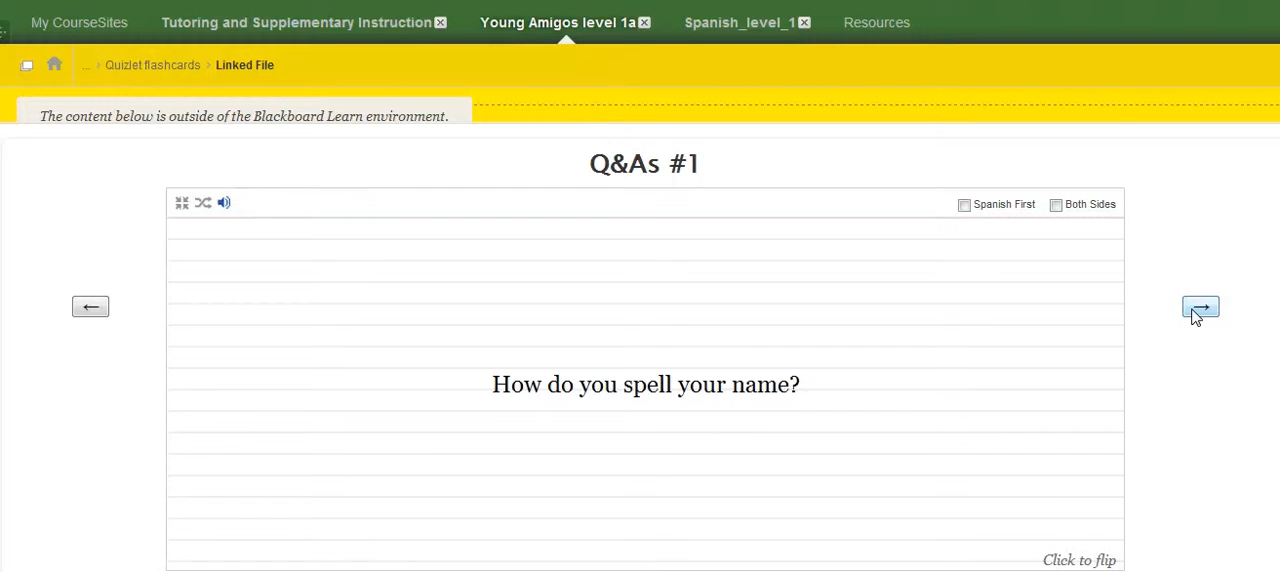 My CourseSites Tutoring and Supplementary Instruction Young Amigos level 1a Spanish_level_1 Resources
... > Quizlet flashcards > Linked File
The content below is outside of the Blackboard Learn environment.
Q&As #1
Spanish First Both Sides
← →
How do you spell your name?
Click to flip